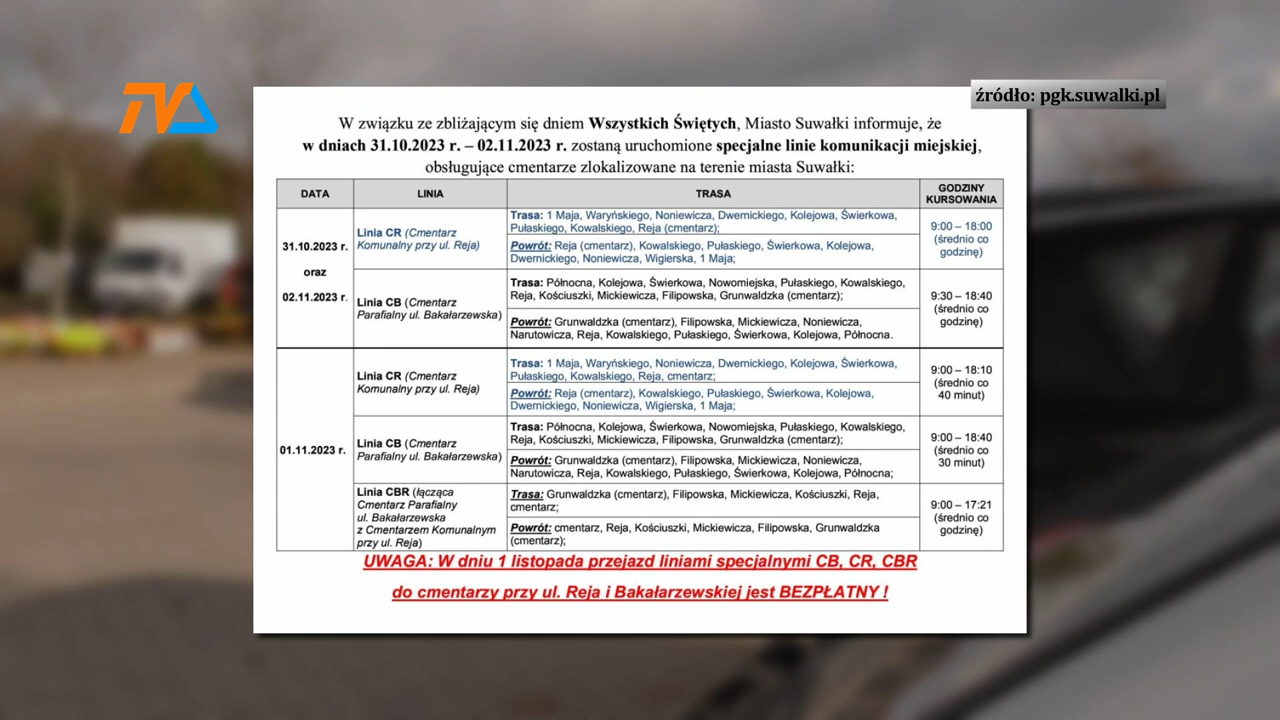 TVA
źródło: pgk.suwalki.pl
W związku ze zbliżającym się dniem Wszystkich Świętych, Miasto Suwałki informuje, że
w dniach 31.10.2023 r. – 02.11.2023 r. zostaną uruchomione specjalne linie komunikacji miejskiej,
obsługujące cmentarze zlokalizowane na terenie miasta Suwałki:
DATA
LINIA
TRASA
GODZINY
KURSOWANIA
31.10.2023 r.
oraz
02.11.2023 r.
Linia CR (Cmentarz
Komunalny przy ul. Reja)
Trasa: 1 Maja, Waryńskiego, Noniewicza, Dwernickiego, Kolejowa, Świerkowa,
Pułaskiego, Kowalskiego, Reja (cmentarz);
Powrót: Reja (cmentarz), Kowalskiego, Pułaskiego, Świerkowa, Kolejowa,
Dwernickiego, Noniewicza, Wigierska, 1 Maja;
9:00 – 18:00
(średnio co
godzinę)
Linia CB (Cmentarz
Parafialny ul. Bakałarzewska)
Trasa: Północna, Kolejowa, Świerkowa, Nowomiejska, Pułaskiego, Kowalskiego,
Reja, Kościuszki, Mickiewicza, Filipowska, Grunwaldzka (cmentarz);
Powrót: Grunwaldzka (cmentarz), Filipowska, Mickiewicza, Noniewicza,
Narutowicza, Reja, Kowalskiego, Pułaskiego, Świerkowa, Kolejowa, Północna.
9:30 – 18:40
(średnio co
godzinę)
01.11.2023 r.
Linia CR (Cmentarz
Komunalny przy ul. Reja)
Trasa: 1 Maja, Waryńskiego, Noniewicza, Dwernickiego, Kolejowa, Świerkowa,
Pułaskiego, Kowalskiego, Reja, cmentarz;
Powrót: Reja (cmentarz), Kowalskiego, Pułaskiego, Świerkowa, Kolejowa,
Dwernickiego, Noniewicza, Wigierska, 1 Maja;
9:00 – 18:10
(średnio co
40 minut)
Linia CB (Cmentarz
Parafialny ul. Bakałarzewska)
Trasa: Północna, Kolejowa, Świerkowa, Nowomiejska, Pułaskiego, Kowalskiego,
Reja, Kościuszki, Mickiewicza, Filipowska, Grunwaldzka (cmentarz);
Powrót: Grunwaldzka (cmentarz), Filipowska, Mickiewicza, Noniewicza,
Narutowicza, Reja, Kowalskiego, Pułaskiego, Świerkowa, Kolejowa, Północna;
9:00 – 18:40
(średnio co
30 minut)
Linia CBR (łącząca
Cmentarz Parafialny
ul. Bakałarzewska
z Cmentarzem Komunalnym
przy ul. Reja)
Trasa: Grunwaldzka (cmentarz), Filipowska, Mickiewicza, Kościuszki, Reja,
cmentarz;
Powrót: cmentarz, Reja, Kościuszki, Mickiewicza, Filipowska, Grunwaldzka
(cmentarz);
9:00 – 17:21
(średnio co
godzinę)
UWAGA: W dniu 1 listopada przejazd liniami specjalnymi CB, CR, CBR
do cmentarzy przy ul. Reja i Bakałarzewskiej jest BEZPŁATNY !